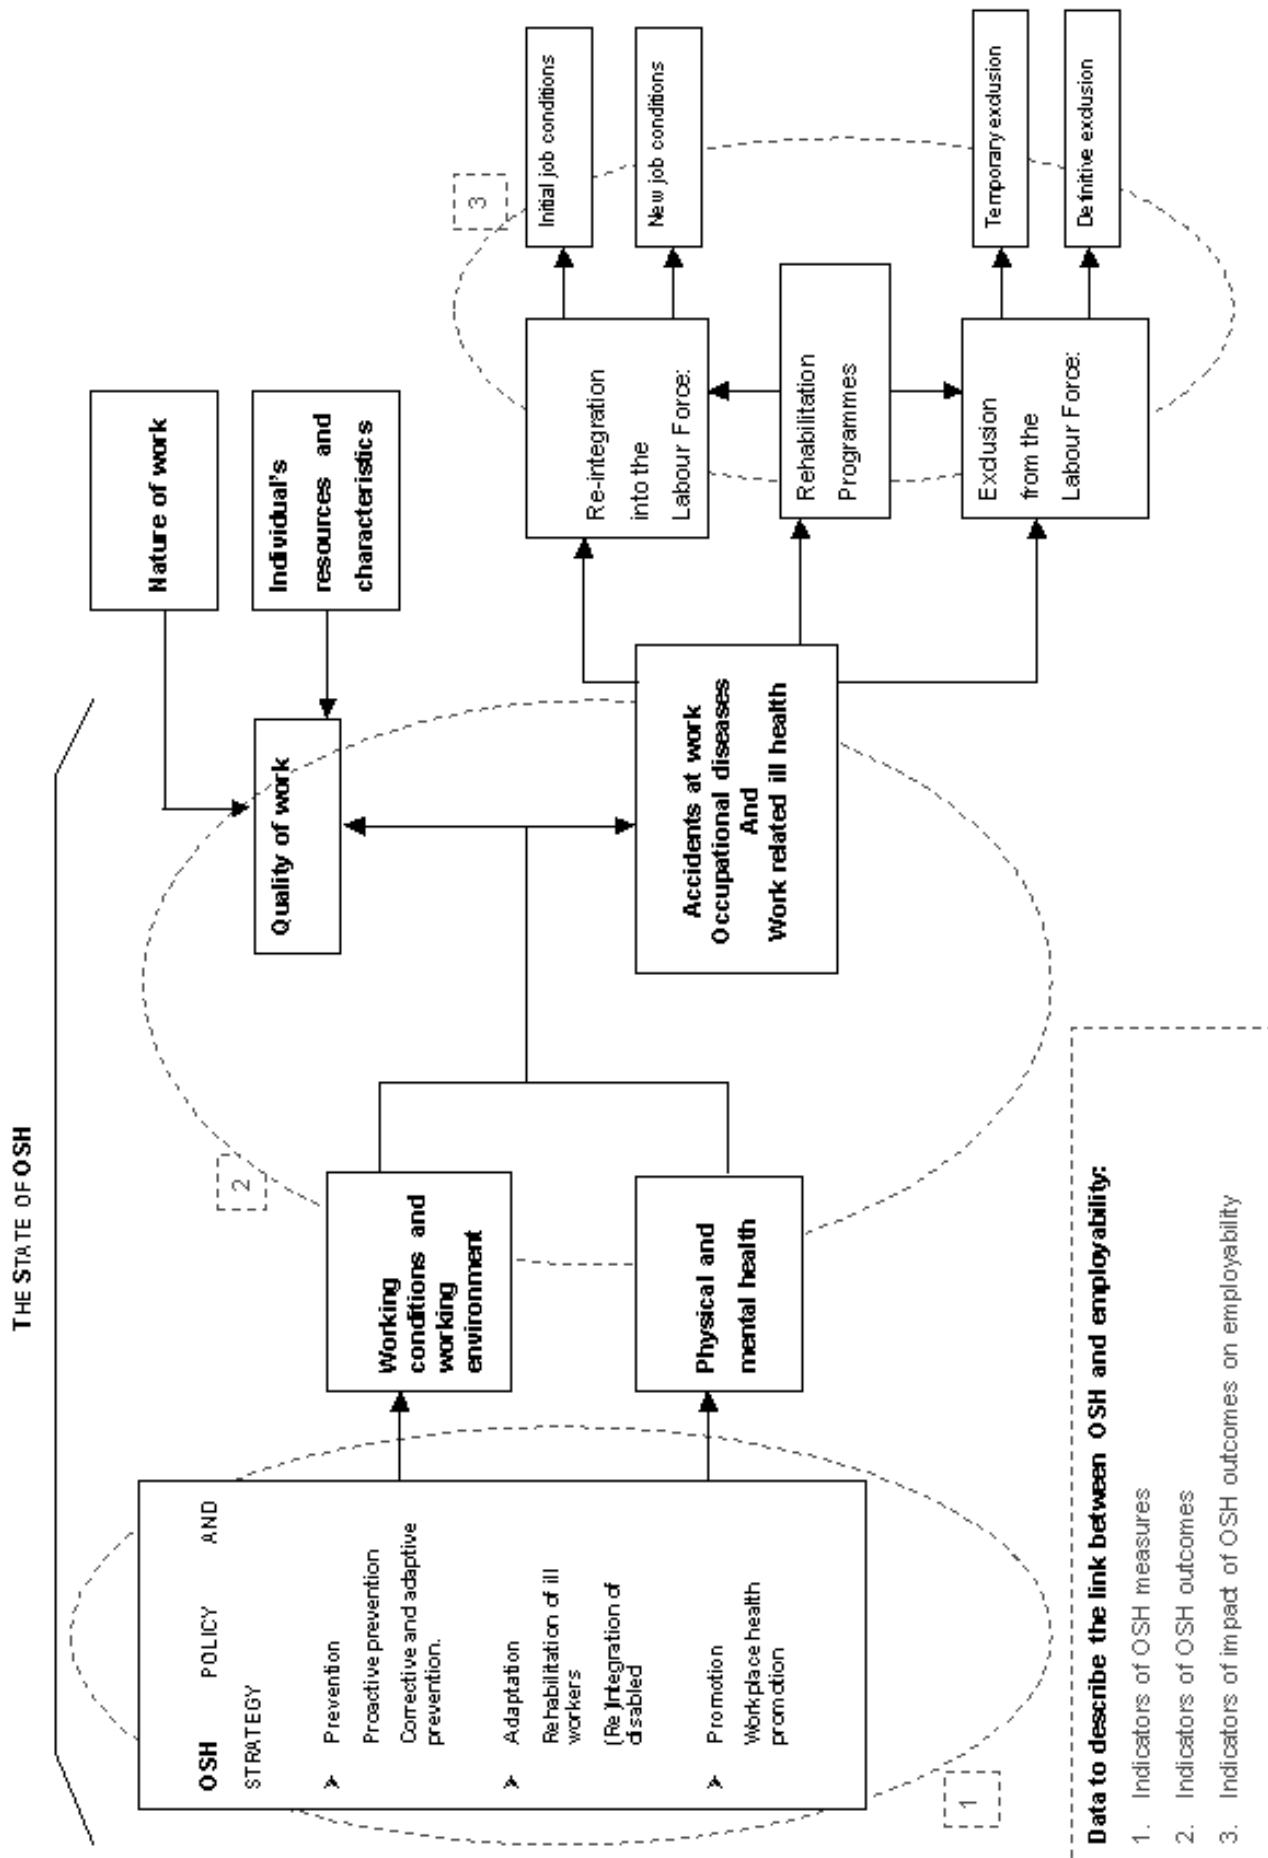 THE STATE OF OSH
OSH POLICY AND
STRATEGY
➢ Prevention
Proactive prevention
Corrective and adaptive
prevention.
➢ Adaptation
Rehabilitation of ill
workers
(Re)Integration of
disabled
➢ Promotion
Workplace health
promotion
1
Working
conditions and
working
environment
Physical and
mental health
2
Quality of work
Accidents at work
Occupational diseases
And
Work related ill health
Nature of work
Individual's
resources and
characteristics
Re-integration
into the
Labour Force:
Rehabilitation
Programmes
Exclusion
from the
Labour Force:
3
Initial job conditions
New job conditions
Temporary exclusion
Definitive exclusion
Data to describe the link between OSH and employability:
1. Indicators of OSH measures
2. Indicators of OSH outcomes
3. Indicators of impact of OSH outcomes on employability